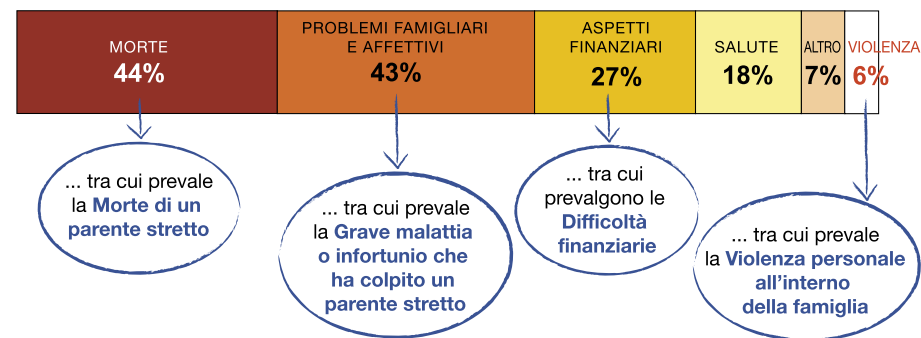 MORTE
44%
PROBLEMI FAMIGLIARI
E AFFETTIVI
43%
ASPETTI
FINANZIARI
27%
SALUTE
18%
ALTRO
7%
VIOLENZA
6%
... tra cui prevale
la Morte di un
parente stretto
... tra cui prevale
la Grave malattia
o infortunio che
ha colpito un
parente stretto
... tra cui
prevalgono le
Difficoltà
finanziarie
... tra cui prevale
la Violenza personale
all’interno
della famiglia